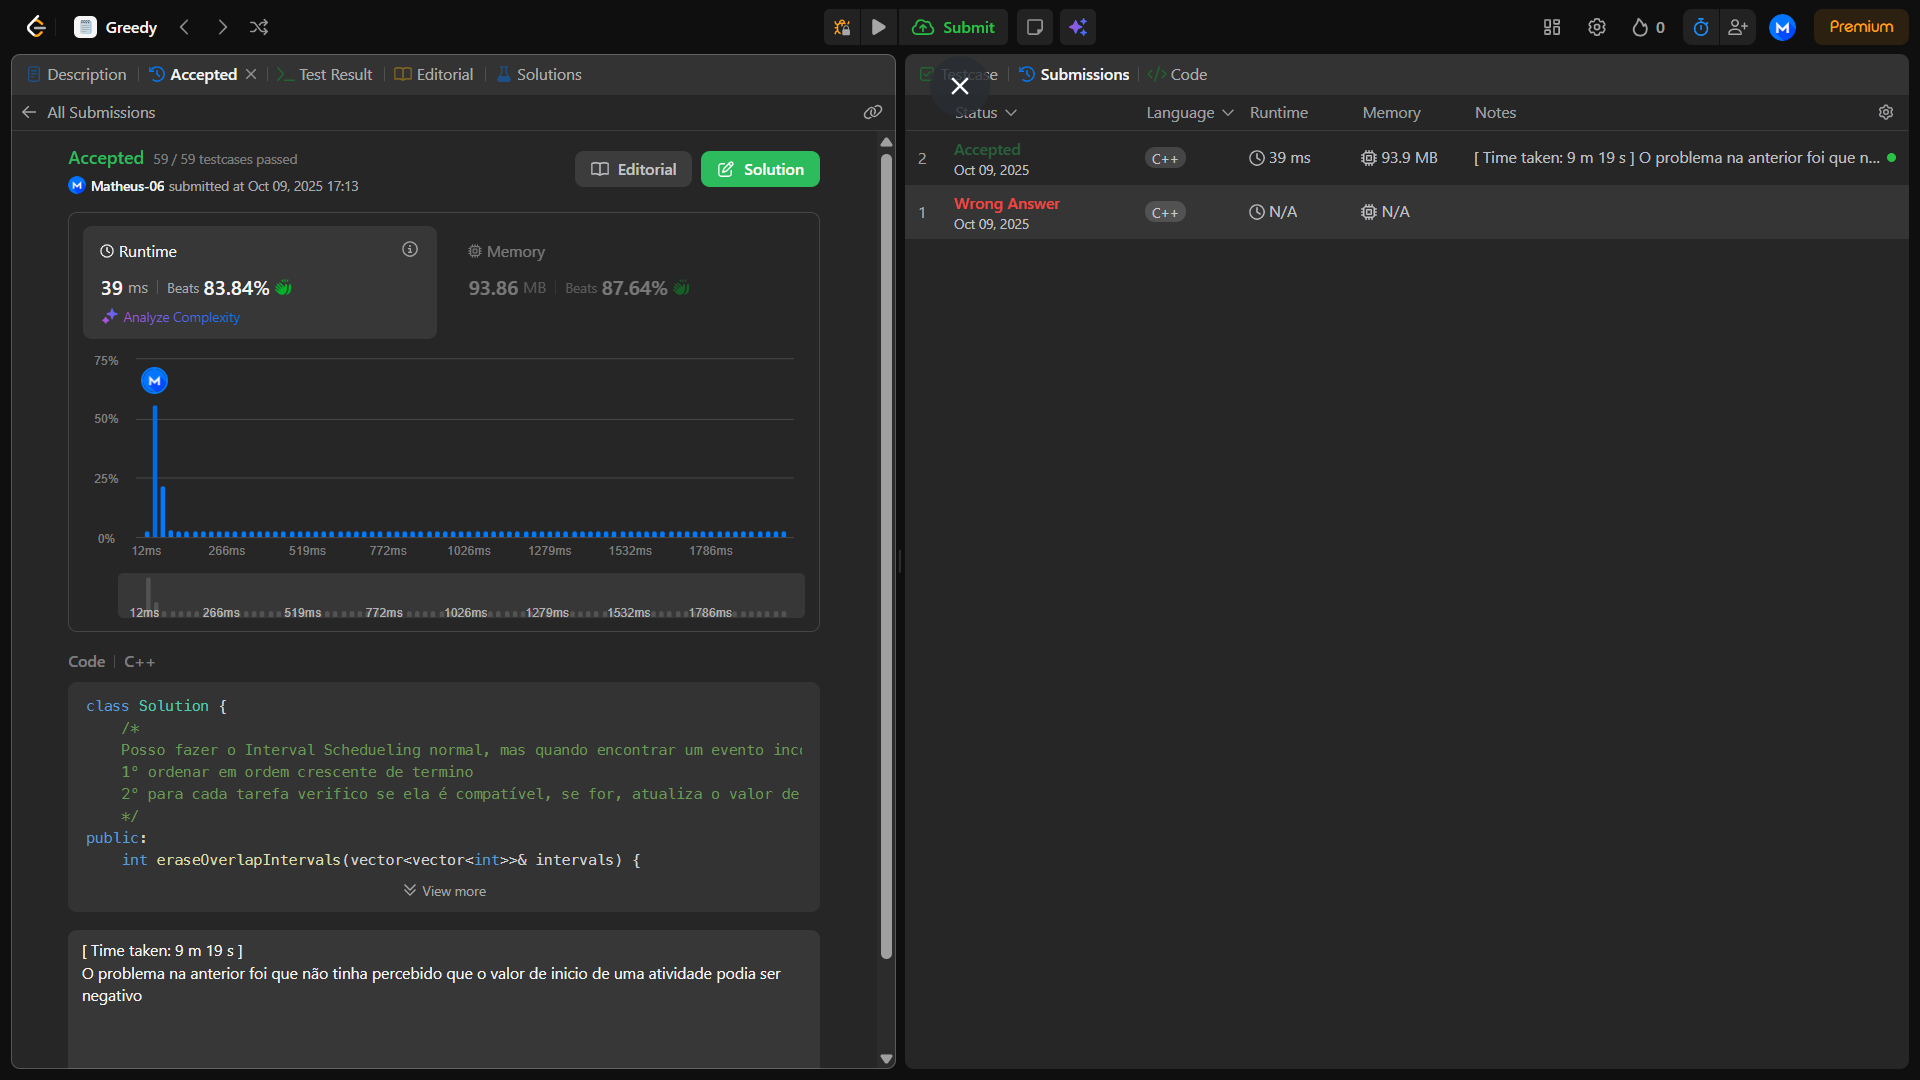 Greedy
Submit
0
Premium
Description
Accepted
Test Result
Editorial
Solutions
All Submissions
Accepted 59 / 59 testcases passed
Matheus-06 submitted at Oct 09, 2025 17:13
Editorial
Solution
Runtime
39 ms Beats 83.84%
Analyze Complexity
Memory
93.86 MB Beats 87.64%
75%
50%
25%
0%
12ms 266ms 519ms 772ms 1026ms 1279ms 1532ms 1786ms
12ms 266ms 519ms 772ms 1026ms 1279ms 1532ms 1786ms
Code C++
class Solution {
/*
Posso fazer o Interval Schedueling normal, mas quando encontrar um evento inc
1° ordenar em ordem crescente de termino
2° para cada tarefa verifico se ela é compatível, se for, atualiza o valor de
*/
public:
int eraseOverlapIntervals(vector<vector<int>>& intervals) {
View more
[ Time taken: 9 m 19 s ]
O problema na anterior foi que não tinha percebido que o valor de inicio de uma atividade podia ser
negativo
Testcase
Submissions
Code
Status Language Runtime Memory Notes
2 Accepted C++ 39 ms 93.9 MB [ Time taken: 9 m 19 s ] O problema na anterior foi que n...
Oct 09, 2025
1 Wrong Answer C++ N/A N/A
Oct 09, 2025